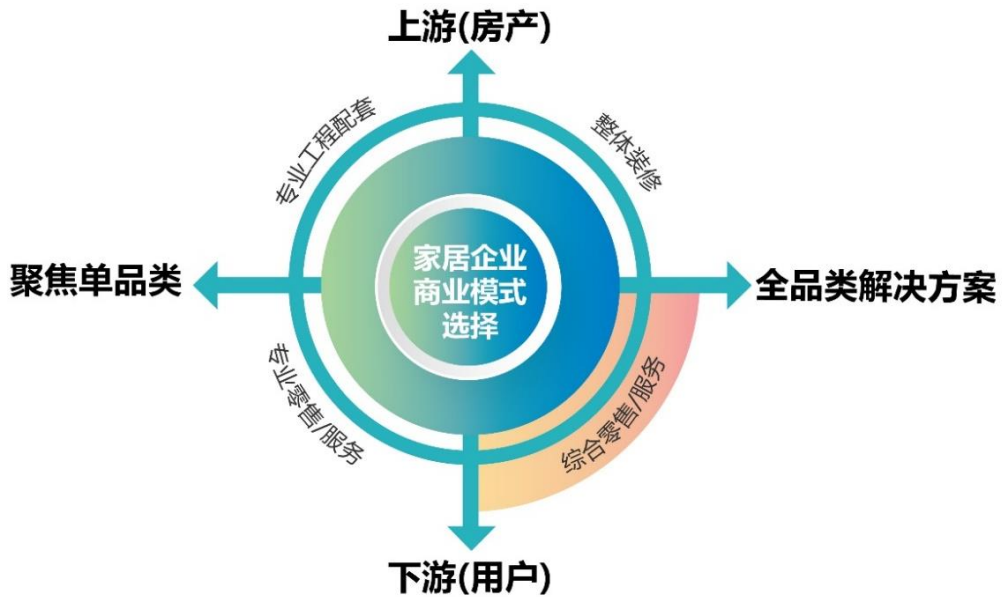 上游(房产)
专业工程配套
整体装修
聚焦单品类
家居企业
商业模式
选择
全品类解决方案
专业零售/服务
综合零售/服务
下游(用户)